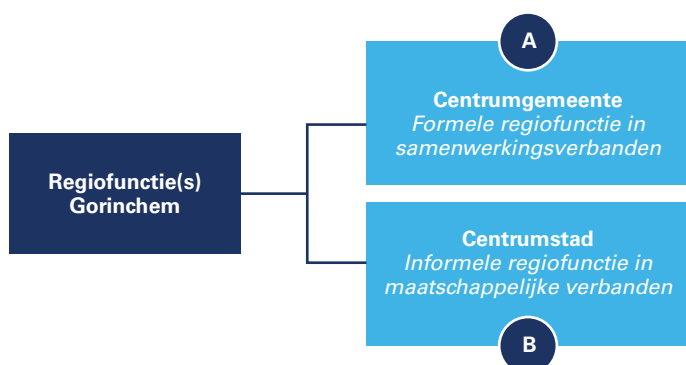 A
Centrumgemeente
Formele regiofunctie in
samenwerkingsverbanden
Regiofunctie(s)
Gorinchem
Centrumstad
Informele regiofunctie in
maatschappelijke verbanden
B